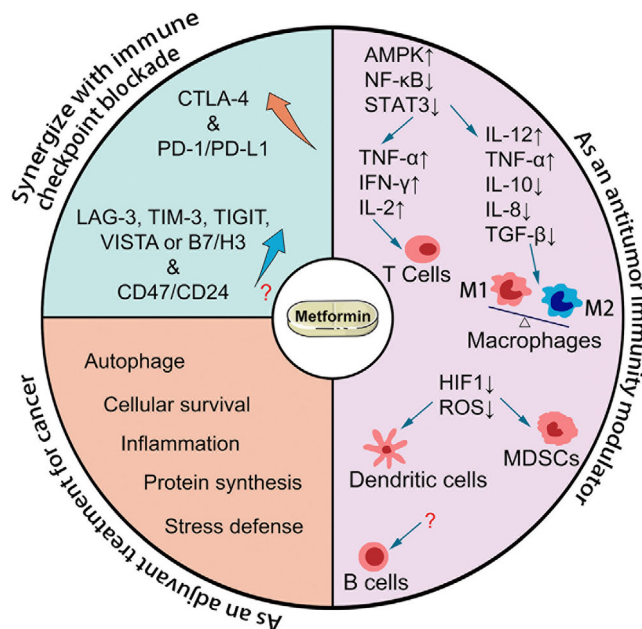 Synergize with immune
checkpoint blockade
CTLA-4
&
PD-1/PD-L1
LAG-3, TIM-3, TIGIT,
VISTA or B7/H3
&
CD47/CD24
?
As an antitumor immunity modulator
AMPK↑
NF-κB↓
STAT3↓
TNF-α↑
IFN-γ↑
IL-2↑
T Cells
IL-12↑
TNF-α↑
IL-10↓
IL-8↓
TGF-β↓
M1
M2
Macrophages
HIF1↓
ROS↓
Dendritic cells
MDSCs
?
B cells
Metformin
As an adjuvant treatment for cancer
Autophage
Cellular survival
Inflammation
Protein synthesis
Stress defense